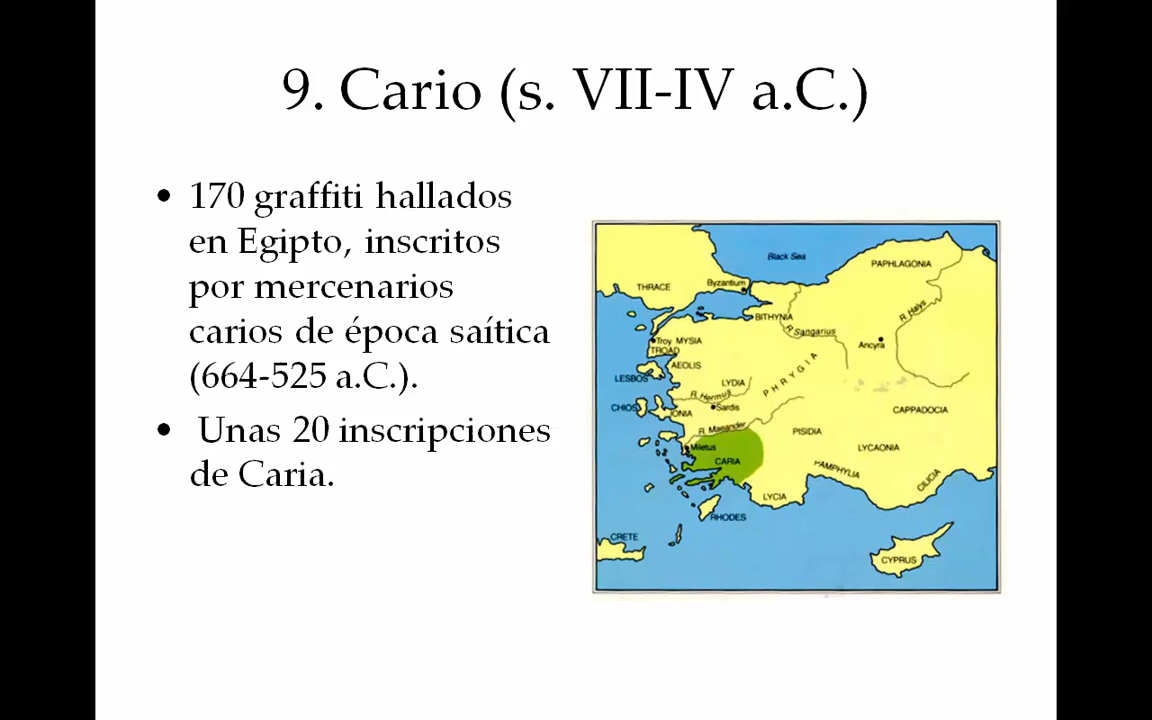 9. Cario (s. VII-IV a.C.)
• 170 graffiti hallados
en Egipto, inscritos
por mercenarios
carios de época saítica
(664-525 a.C.).
• Unas 20 inscripciones
de Caria.
Black Sea
PAPHLAGONIA
THRACE
Byzantium
BITHYNIA
R. Halys
R. Sangarius
Troy MYSIA
TROAD
Ancyra
AEOLIS
PHRYGIA
LESBOS
LYDIA
R. Hermus
CHIOS
ONIA
Sardis
CAPPADOCIA
R. Maeander
PISIDIA
Miletus
LYCAONIA
CARIA
PAMPHYLIA
CILICIA
LYCIA
RHODES
CRETE
CYPRUS